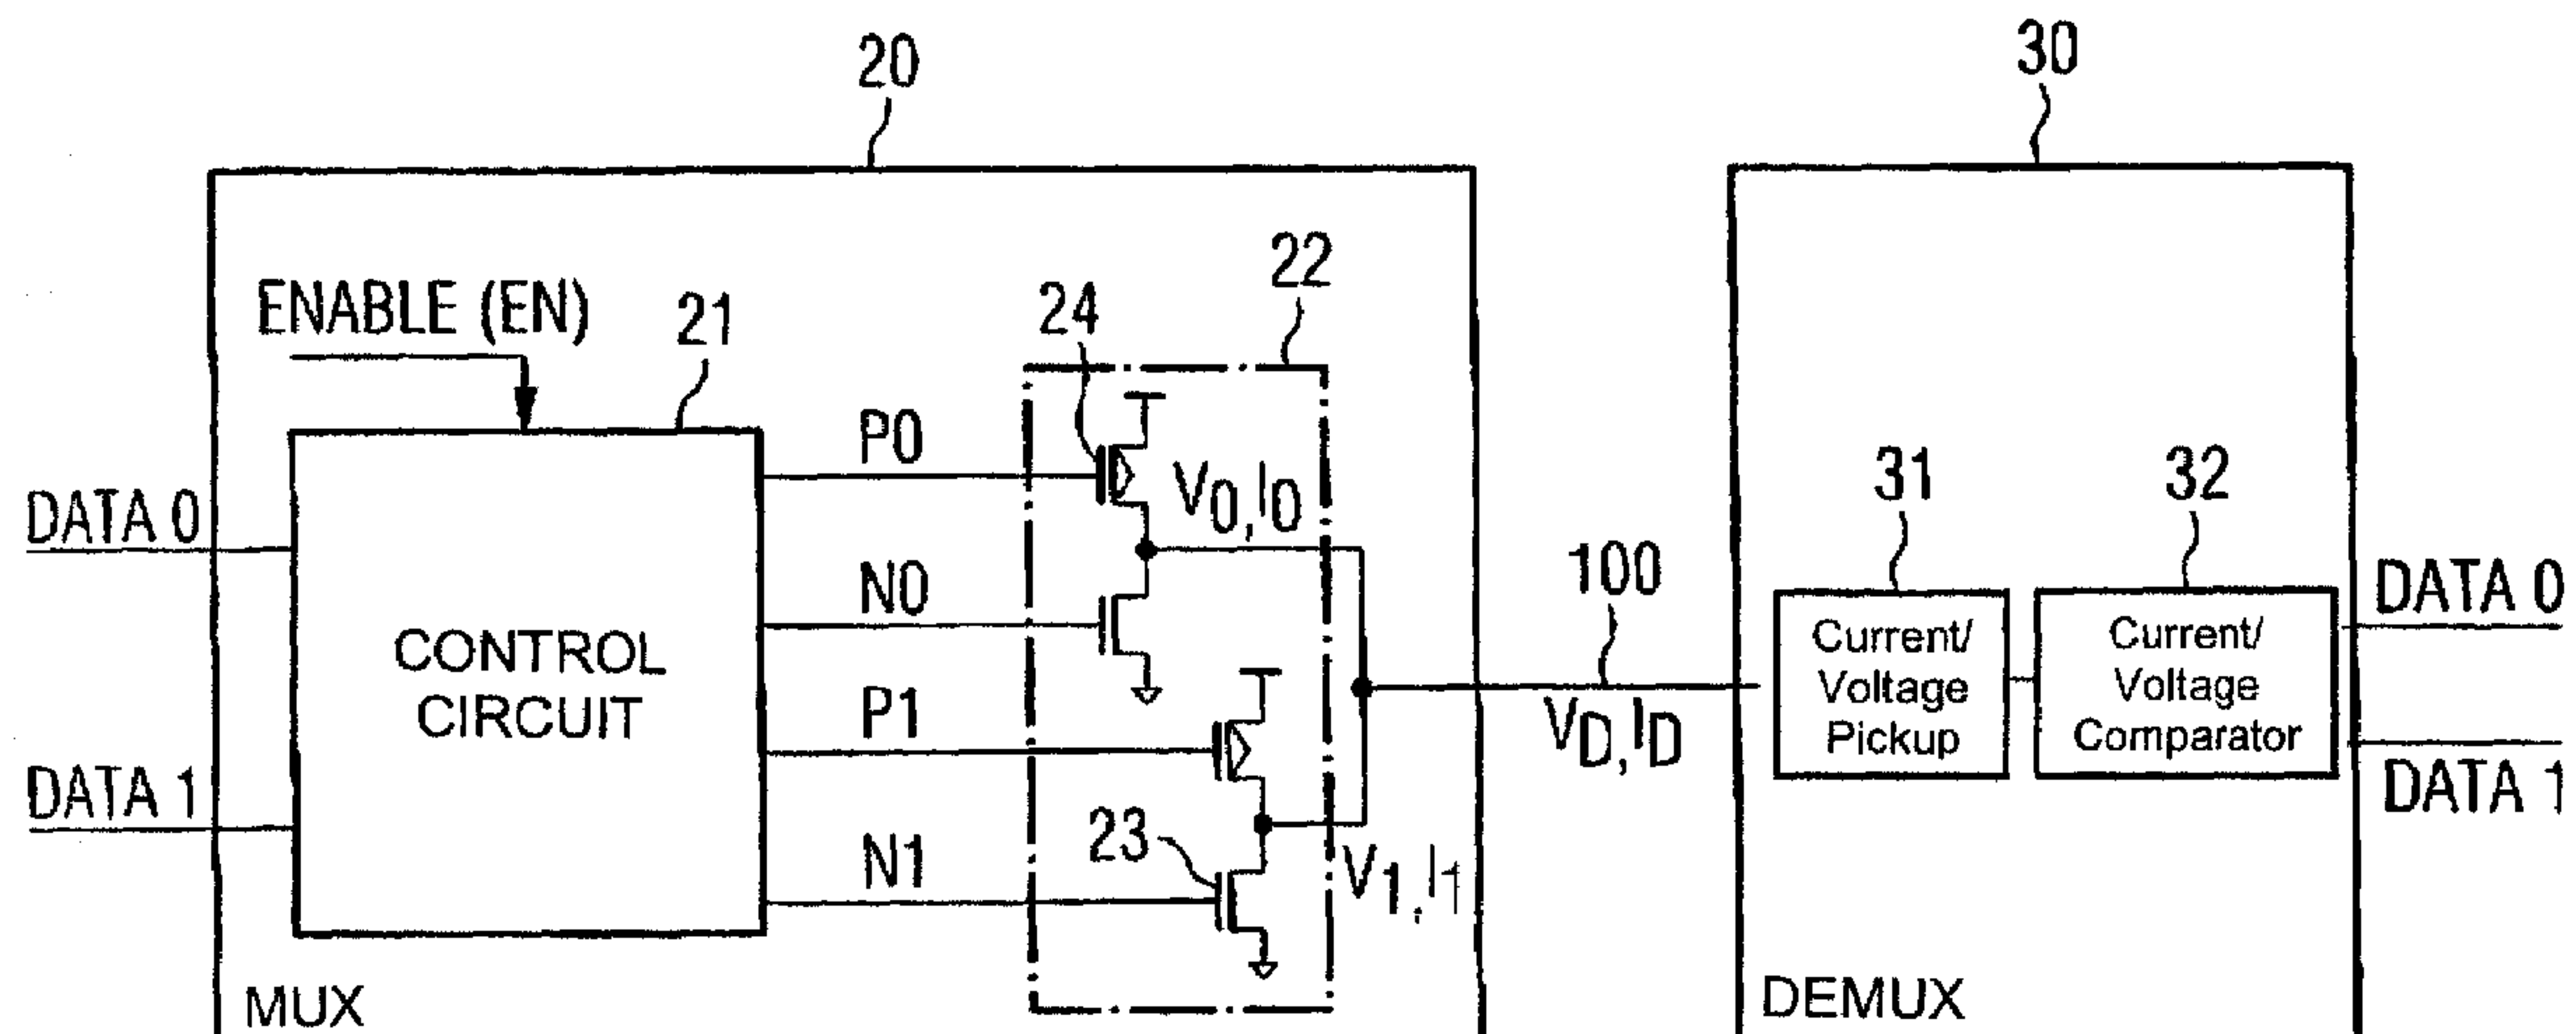 20
30
ENABLE (EN)
21
24
22
P0
V0,I0
DATA 0
N0
CONTROL
CIRCUIT
P1
DATA 1
N1
23
V1,I1
MUX
100
VD,ID
31
32
Current/
Voltage
Pickup
Current/
Voltage
Comparator
DATA 0
DATA 1
DEMUX